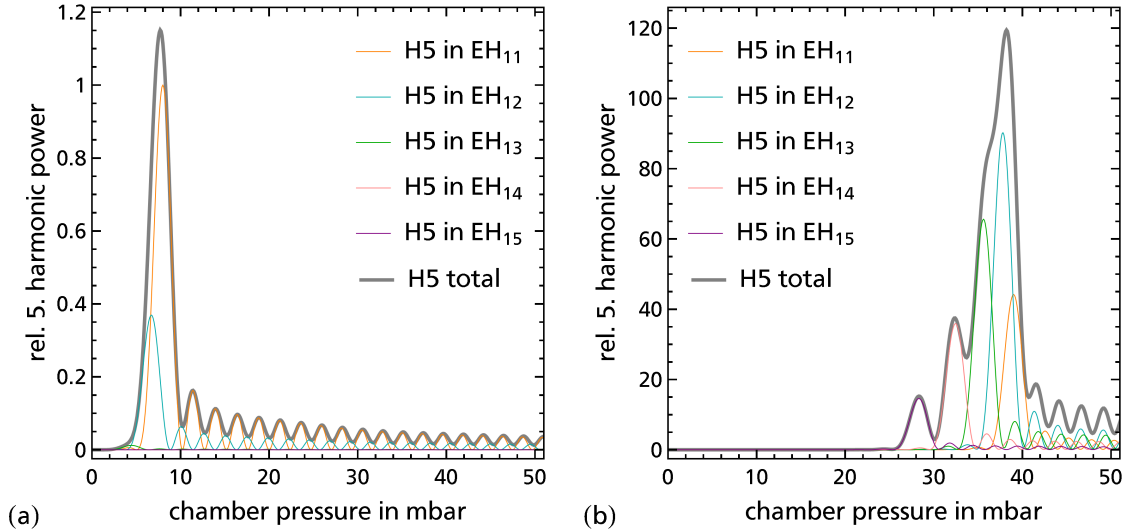 1.2
1
0.8
0.6
0.4
0.2
0
rel. 5. harmonic power
H5 in EH₁₁
H5 in EH₁₂
H5 in EH₁₃
H5 in EH₁₄
H5 in EH₁₅
H5 total
0 10 20 30 40 50
chamber pressure in mbar
(a)
120
100
80
60
40
20
0
rel. 5. harmonic power
H5 in EH₁₁
H5 in EH₁₂
H5 in EH₁₃
H5 in EH₁₄
H5 in EH₁₅
H5 total
0 10 20 30 40 50
chamber pressure in mbar
(b)